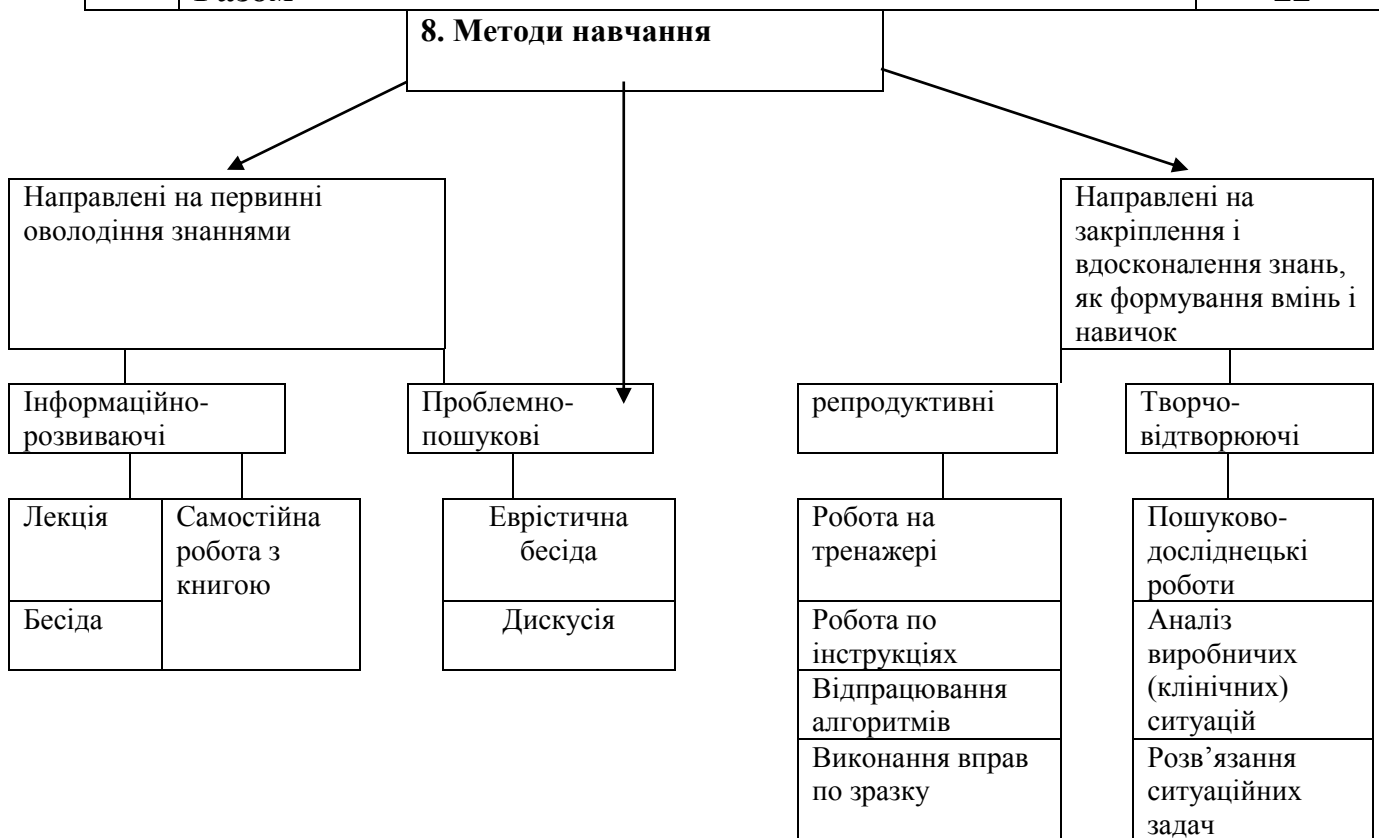 8. Методи навчання
Направлені на первинні
оволодіння знаннями
Направлені на
закріплення і
вдосконалення знань,
як формування вмінь і
навичок
Інформаційно-
розвиваючі
Проблемно-
пошукові
репродуктивні
Творчо-
відтворюючі
Лекція
Самостійна
робота з
книгою
Бесіда
Еврістична
бесіда
Дискусія
Робота на
тренажері
Робота по
інструкціях
Відпрацювання
алгоритмів
Виконання вправ
по зразку
Пошуково-
досліднецькі
роботи
Аналіз
виробничих
(клінічних)
ситуацій
Розв’язання
ситуаційних
задач